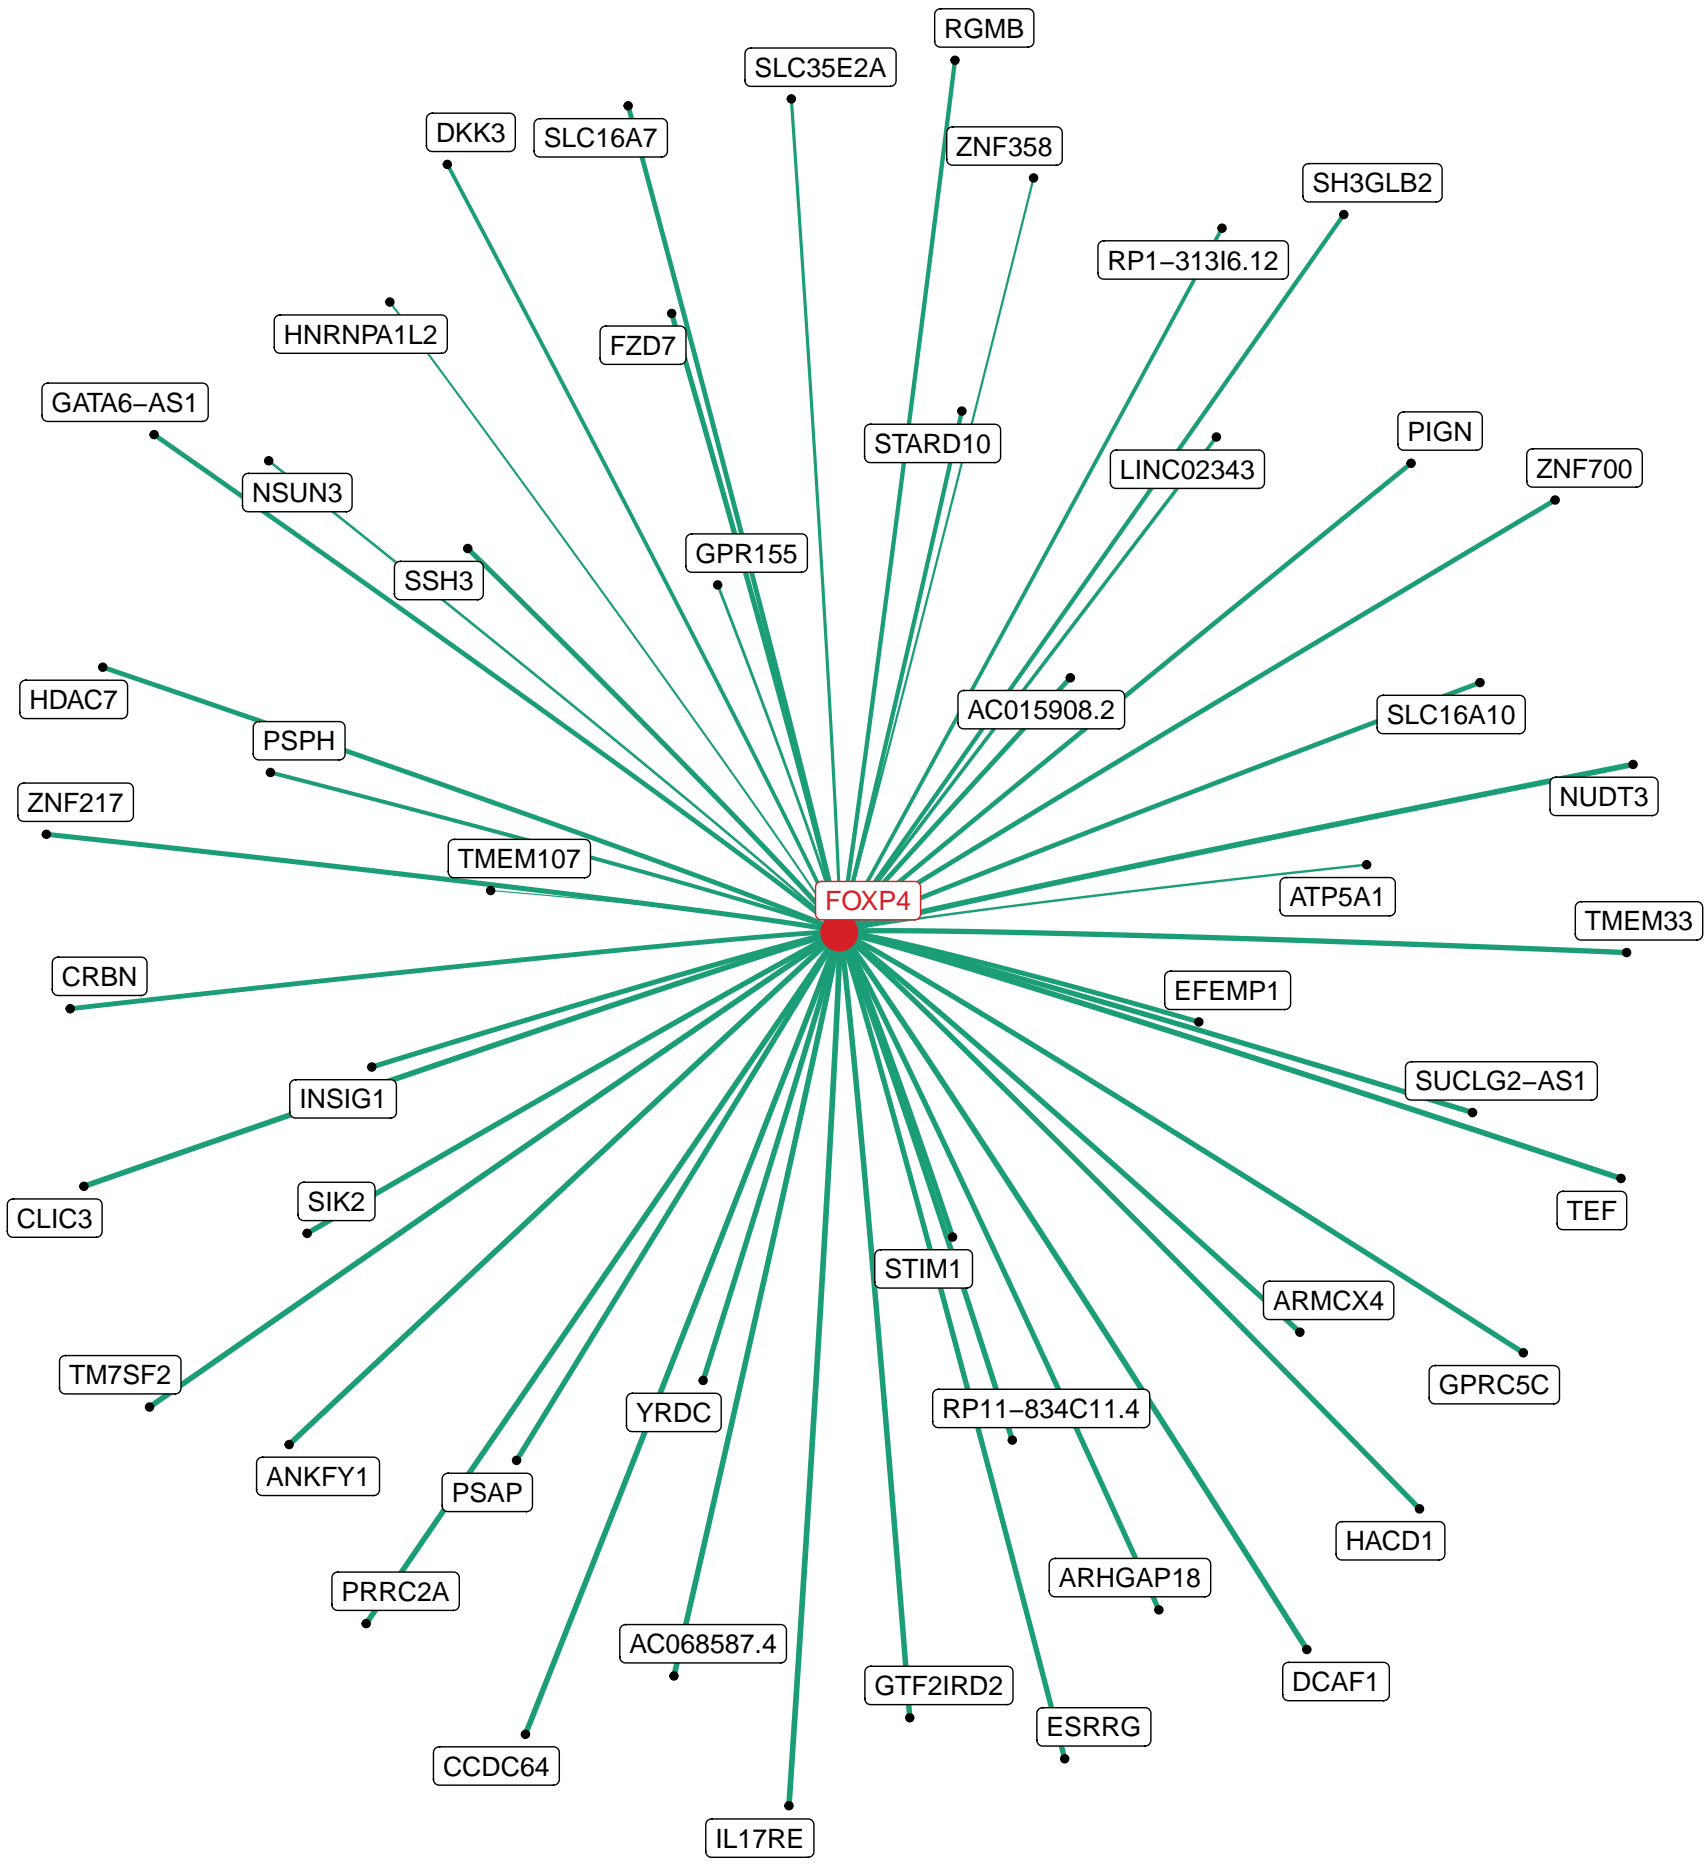 RGMB
SLC35E2A
DKK3
SLC16A7
ZNF358
SH3GLB2
RP1−313I6.12
HNRNPA1L2
FZD7
GATA6−AS1
STARD10
PIGN
LINC02343
ZNF700
NSUN3
GPR155
SSH3
HDAC7
AC015908.2
SLC16A10
PSPH
NUDT3
ZNF217
TMEM107
FOXP4
ATP5A1
TMEM33
CRBN
EFEMP1
SUCLG2−AS1
INSIG1
SIK2
CLIC3
TEF
STIM1
ARMCX4
TM7SF2
GPRC5C
YRDC
RP11−834C11.4
ANKFY1
PSAP
HACD1
ARHGAP18
PRRC2A
AC068587.4
DCAF1
GTF2IRD2
ESRRG
CCDC64
IL17RE